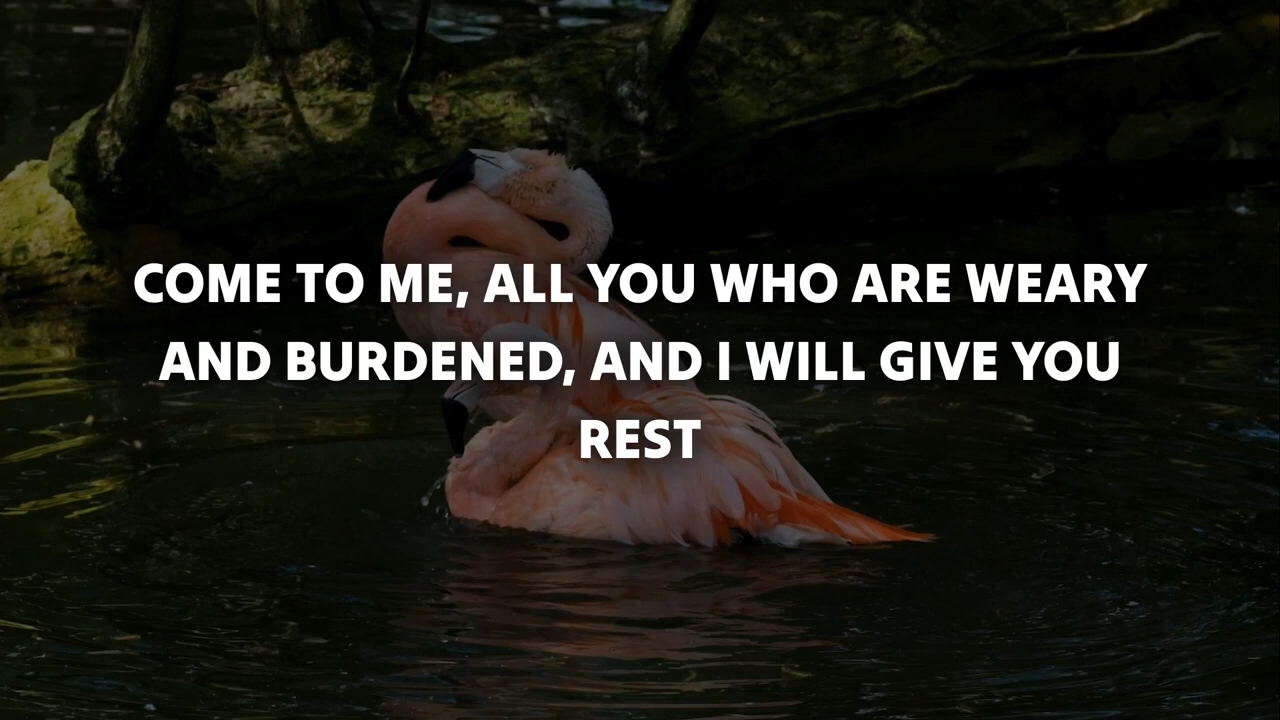 COME TO ME, ALL YOU WHO ARE WEARY
AND BURDENED, AND I WILL GIVE YOU
REST